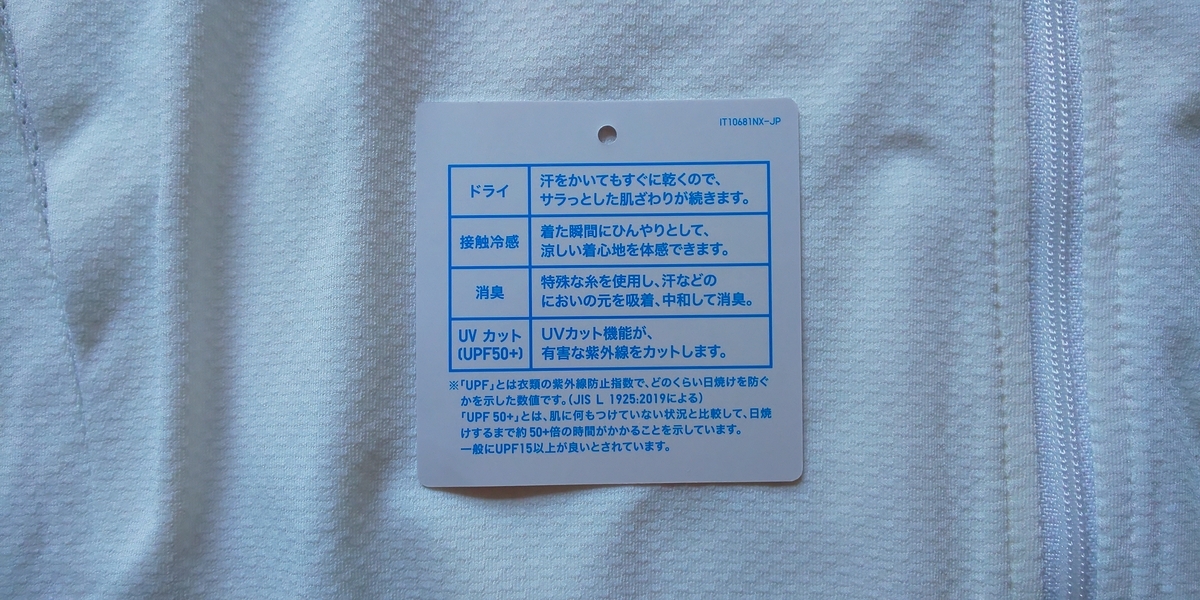 IT10681NX-JP
ドライ
汗をかいてもすぐに乾くので、
サラっとした肌ざわりが続きます。
接触冷感
着た瞬間にひんやりとして、
涼しい着心地を体感できます。
消臭
特殊な糸を使用し、汗などの
においの元を吸着、中和して消臭。
UV カット
(UPF50+)
UVカット機能が、
有害な紫外線をカットします。
※「UPF」とは衣類の紫外線防止指数で、どのくらい日焼けを防ぐ
かを示した数値です。(JIS L 1925:2019による)
「UPF 50+」とは、肌に何もつけていない状況と比較して、日焼
けするまで約 50+倍の時間がかかることを示しています。
一般にUPF15以上が良いとされています。